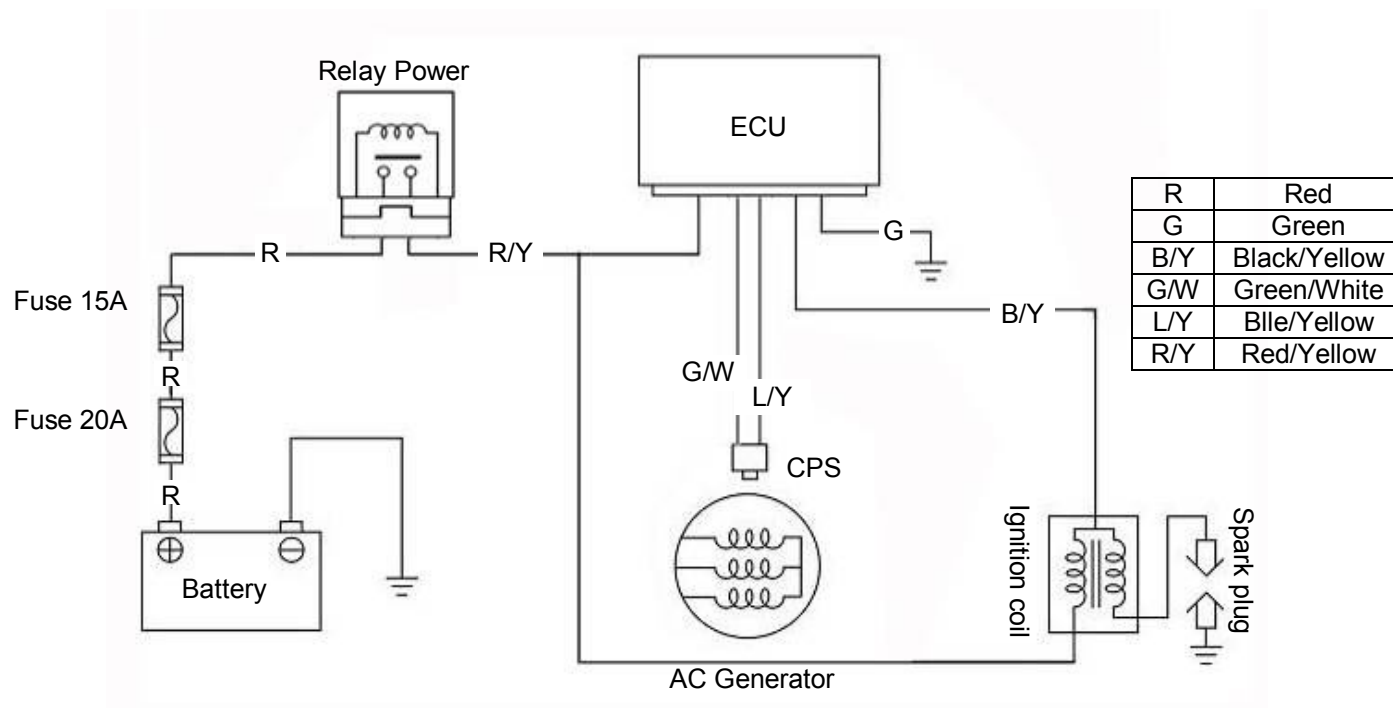 Relay Power
ECU
R
R/Y
G
Fuse 15A
R
Fuse 20A
R
Battery
G/W
L/Y
CPS
AC Generator
B/Y
Ignition coil
Spark plug
R Red
G Green
B/Y Black/Yellow
G/W Green/White
L/Y Blle/Yellow
R/Y Red/Yellow